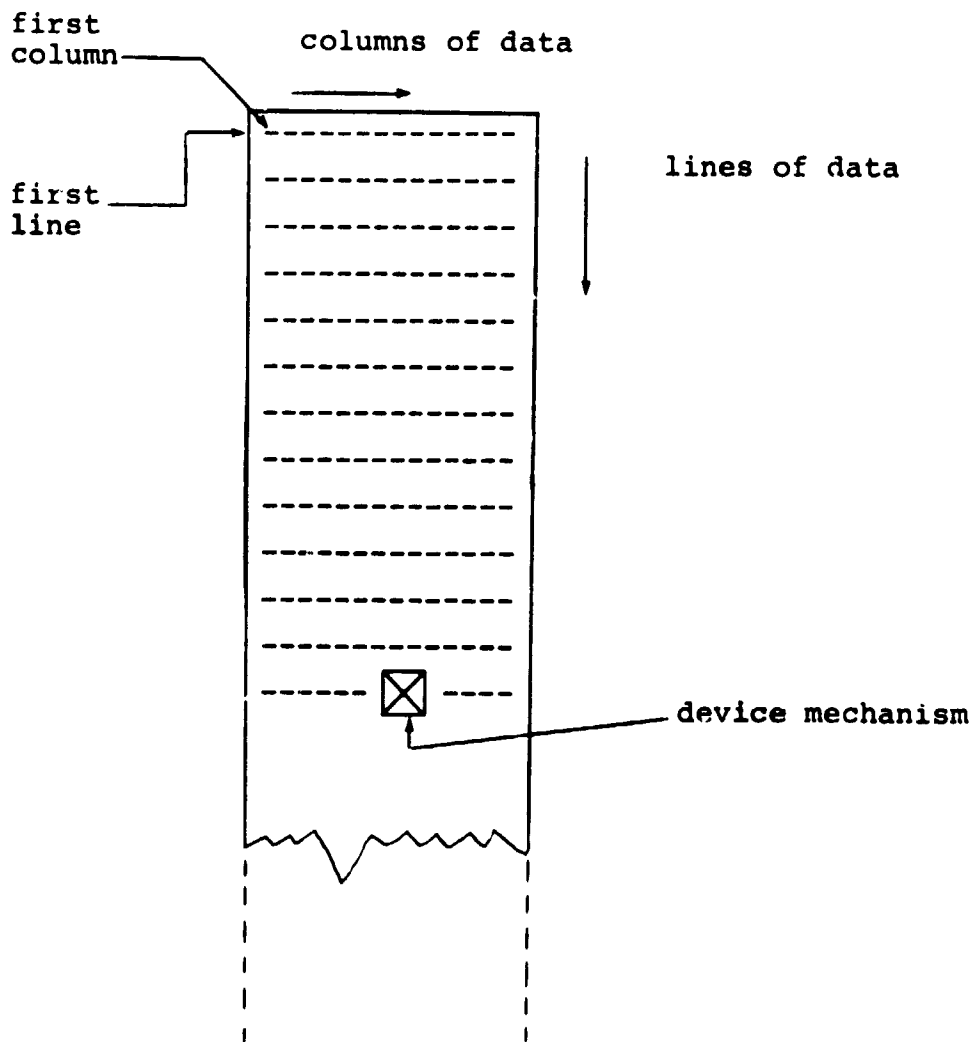 first
column
columns of data
first
line
lines of data
device mechanism